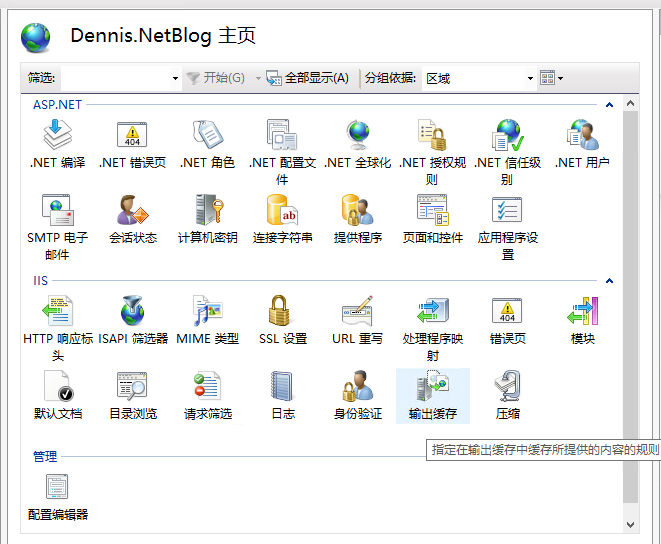 Dennis.NetBlog 主页
筛选: 开始(G) 全部显示(A) 分组依据: 区域
ASP.NET
.NET 编译 .NET 错误页 .NET 角色 .NET 配置文件 .NET 全球化 .NET 授权规则 .NET 信任级别 .NET 用户
SMTP 电子邮件 会话状态 计算机密钥 连接字符串 提供程序 页面和控件 应用程序设置
IIS
HTTP 响应标头 ISAPI 筛选器 MIME 类型 SSL 设置 URL 重写 处理程序映射 错误页 模块
默认文档 目录浏览 请求筛选 日志 身份验证 输出缓存 压缩
指定在输出缓存中缓存所提供的内容的规则
管理
配置编辑器